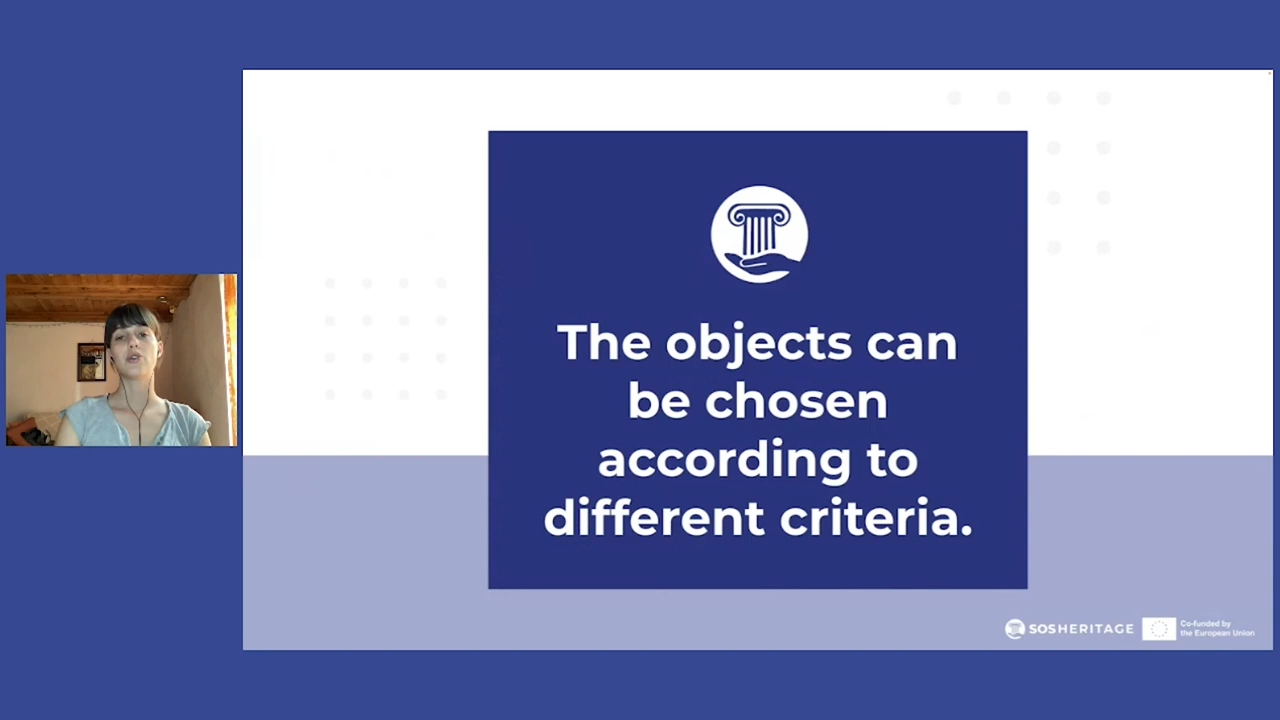 The objects can
be chosen
according to
different criteria.
SOSHERITAGE
Co-funded by
the European Union